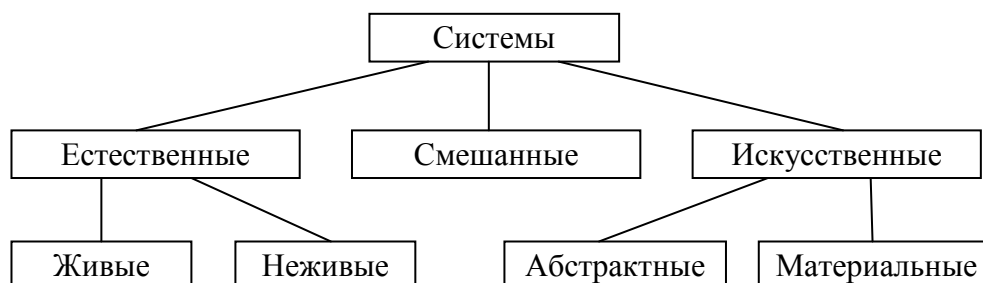 Системы
Естественные
Смешанные
Искусственные
Живые
Неживые
Абстрактные
Материальные